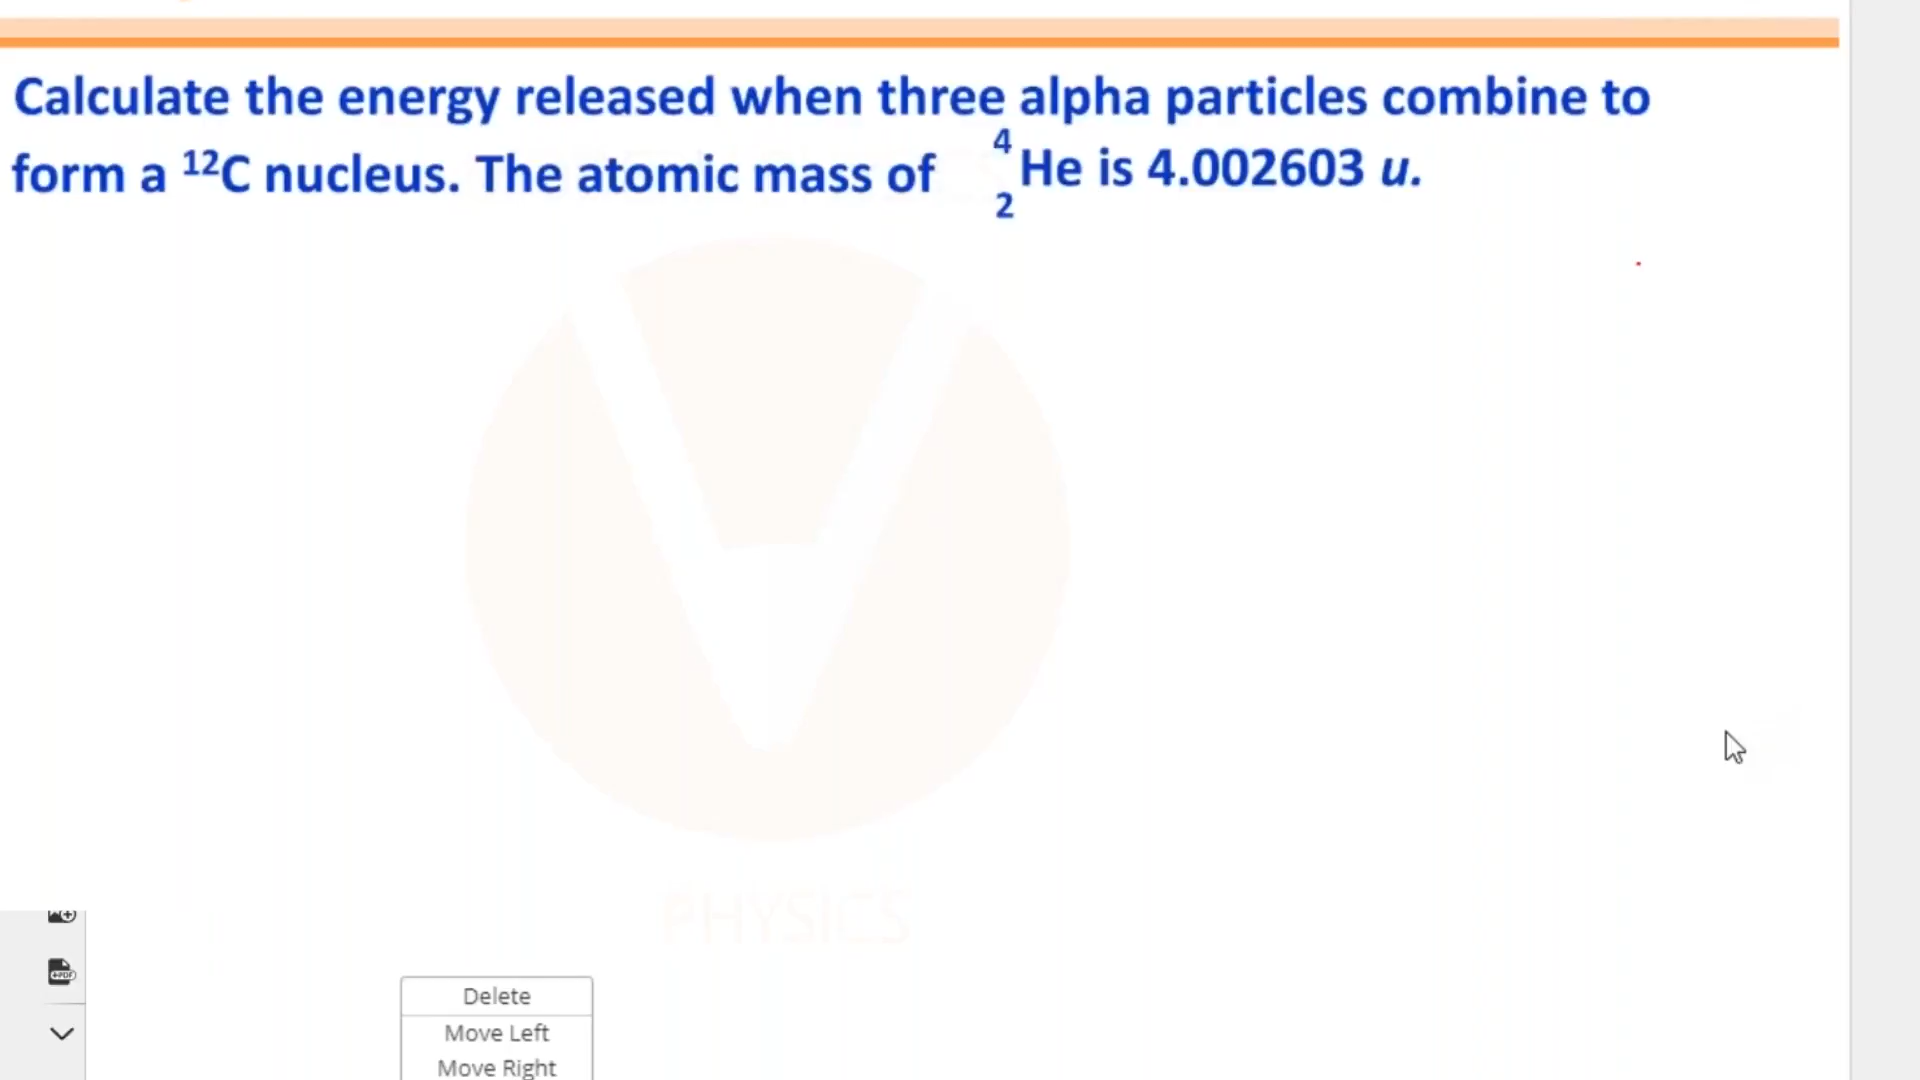 Calculate the energy released when three alpha particles combine to
form a ¹²C nucleus. The atomic mass of ⁴₂He is 4.002603 u.
PHYSICS
+PDF
Delete
Move Left
Move Right